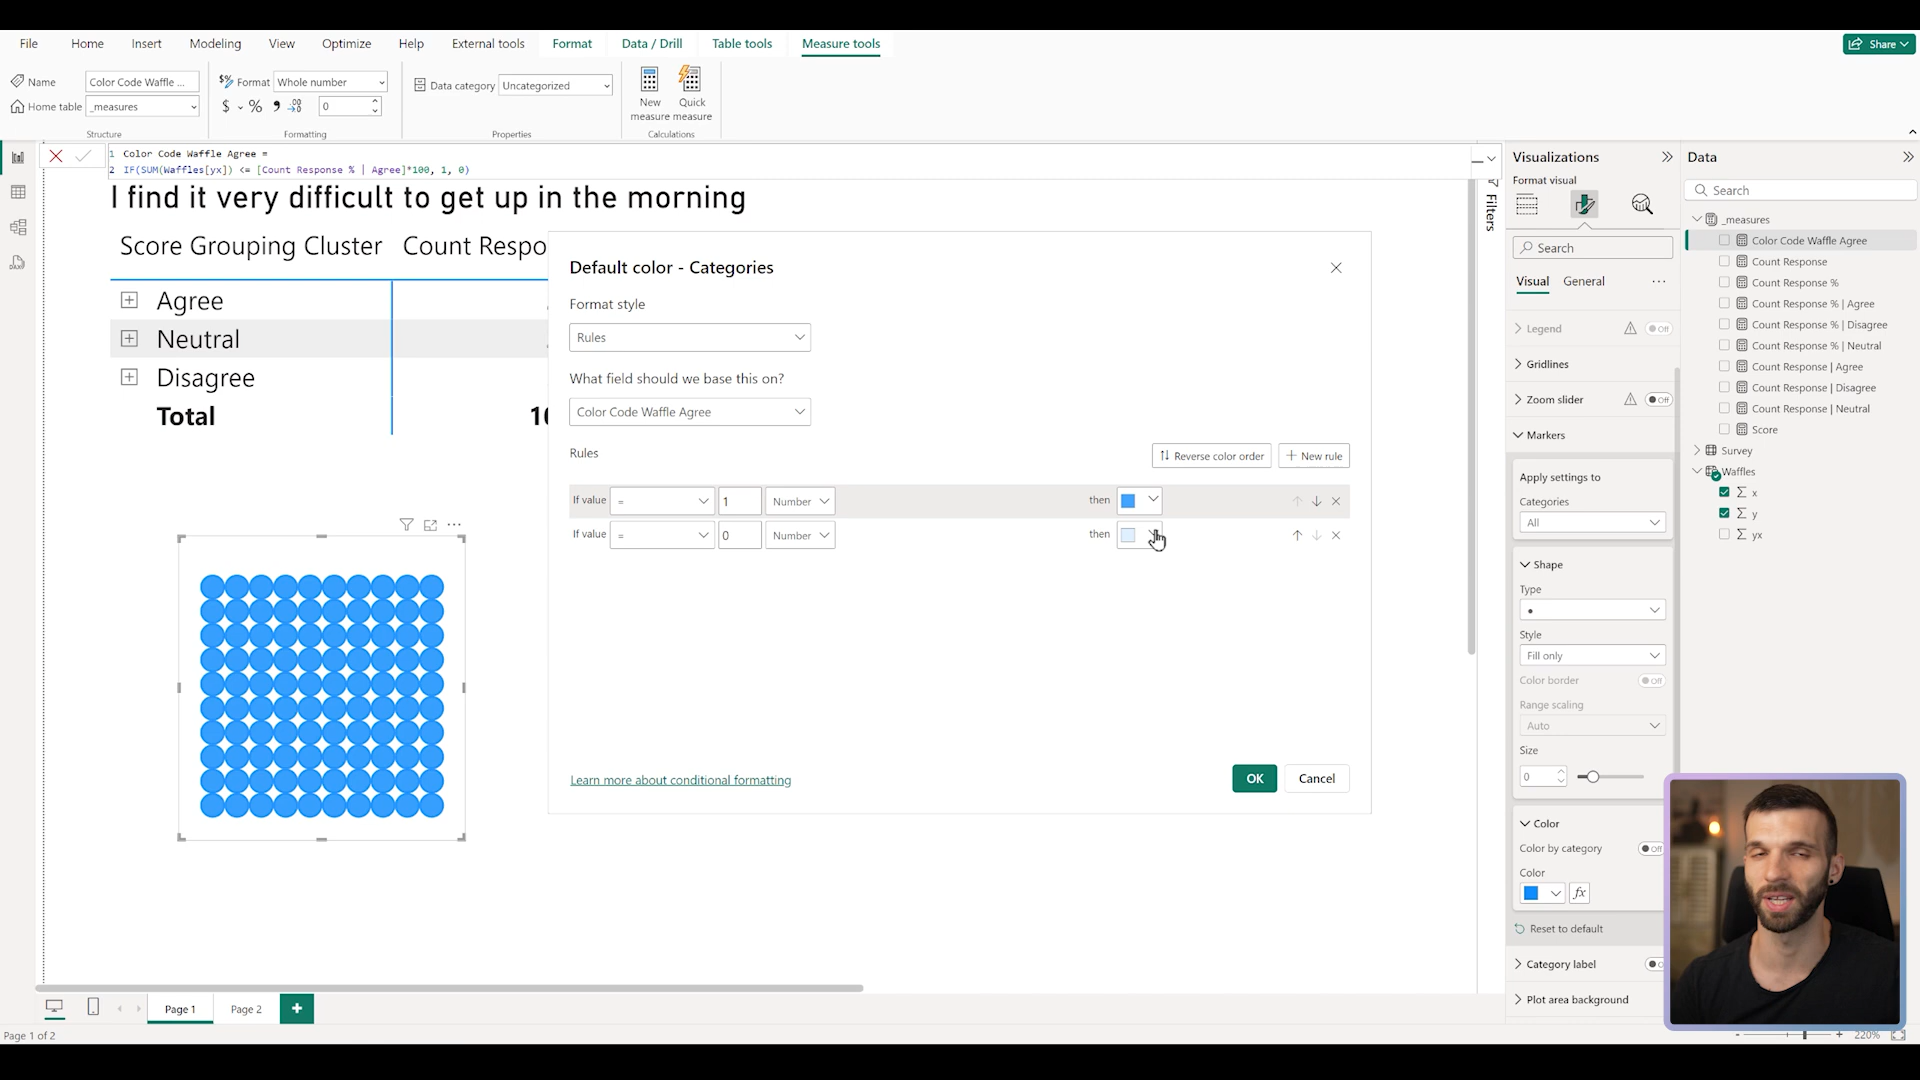 File Home Insert Modeling View Optimize Help External tools Format Data / Drill Table tools Measure tools Share
Name Color Code Waffle ...
Home table _measures
Structure
Format Whole number
$ % 0
Formatting
Data category Uncategorized
Properties
New measure
Quick measure
Calculations
1 Color Code Waffle Agree =
2 IF(SUM(Waffles[yx]) <= [Count Response % | Agree]*100, 1, 0)
I find it very difficult to get up in the morning
Score Grouping Cluster Count Respo
Agree
Neutral
Disagree
Total 10
Default color - Categories
Format style
Rules
What field should we base this on?
Color Code Waffle Agree
Rules
Reverse color order
New rule
If value = 1 Number then
If value = 0 Number then
Learn more about conditional formatting
OK
Cancel
Filters
Visualizations
Format visual
Search
Visual General
Legend Off
Gridlines
Zoom slider Off
Markers
Apply settings to
Categories
All
Shape
Type
Style
Fill only
Color border Off
Range scaling
Auto
Size
0
Color
Color by category Off
Color
fx
Reset to default
Category label
Plot area background
Data
Search
_measures
Color Code Waffle Agree
Count Response
Count Response %
Count Response % | Agree
Count Response % | Disagree
Count Response % | Neutral
Count Response | Agree
Count Response | Disagree
Count Response | Neutral
Score
Survey
Waffles
x
y
yx
Page 1 Page 2
Page 1 of 2
220%